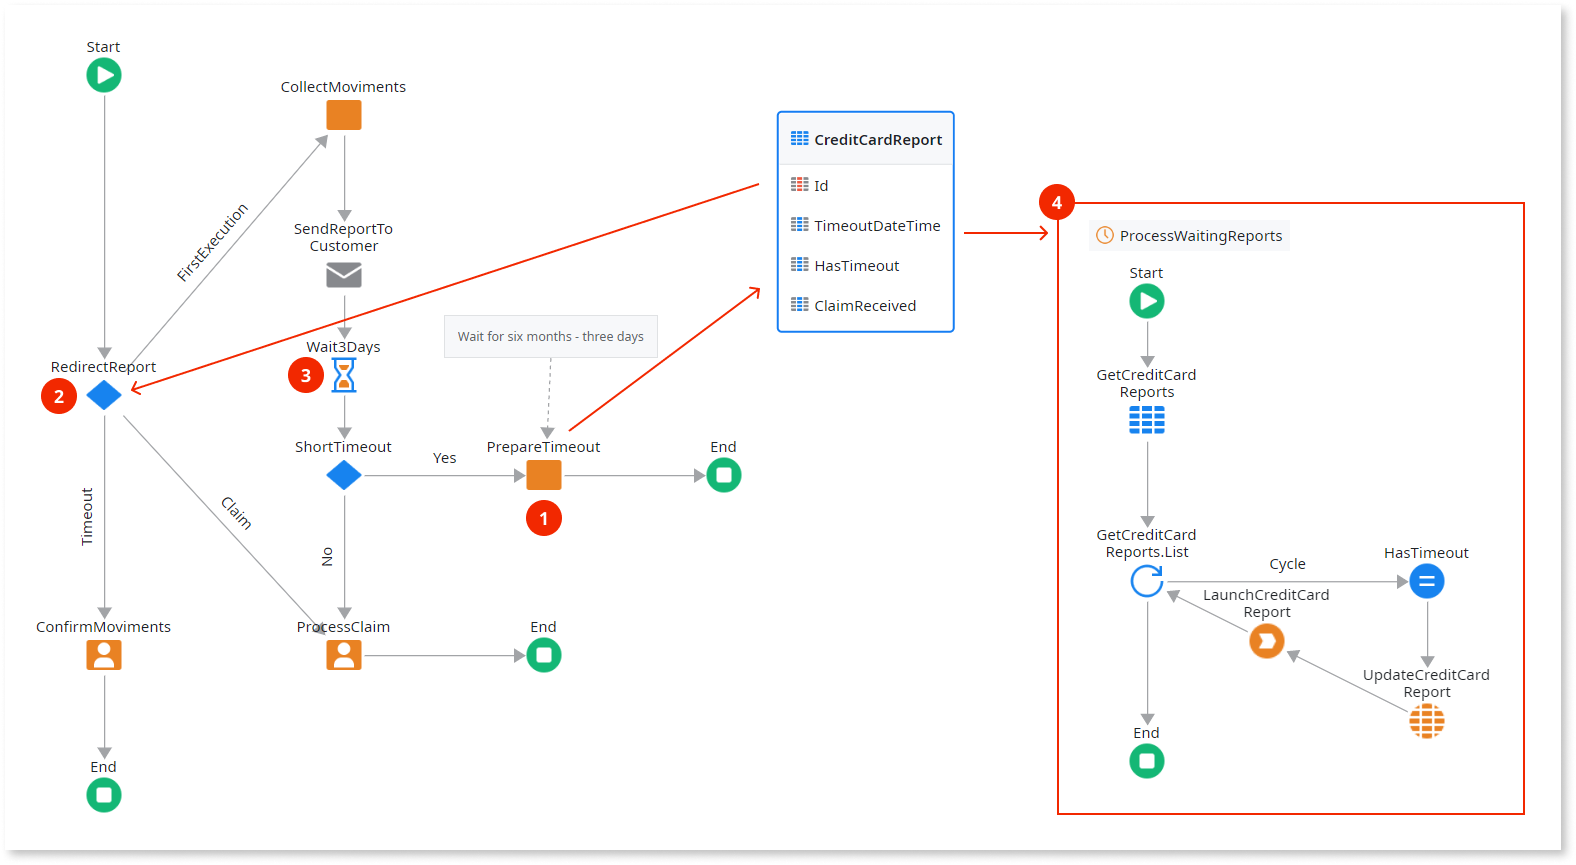 Start
CollectMoviments
FirstExecution
SendReportTo
Customer
Wait3Days
3
RedirectReport
2
Wait for six months - three days
ShortTimeout
Yes
PrepareTimeout
1
End
Timeout
Claim
No
ConfirmMoviments
ProcessClaim
End
End
CreditCardReport
Id
TimeoutDateTime
HasTimeout
ClaimReceived
4
ProcessWaitingReports
Start
GetCreditCard
Reports
GetCreditCard
Reports.List
Cycle
HasTimeout
LaunchCreditCard
Report
UpdateCreditCard
Report
End